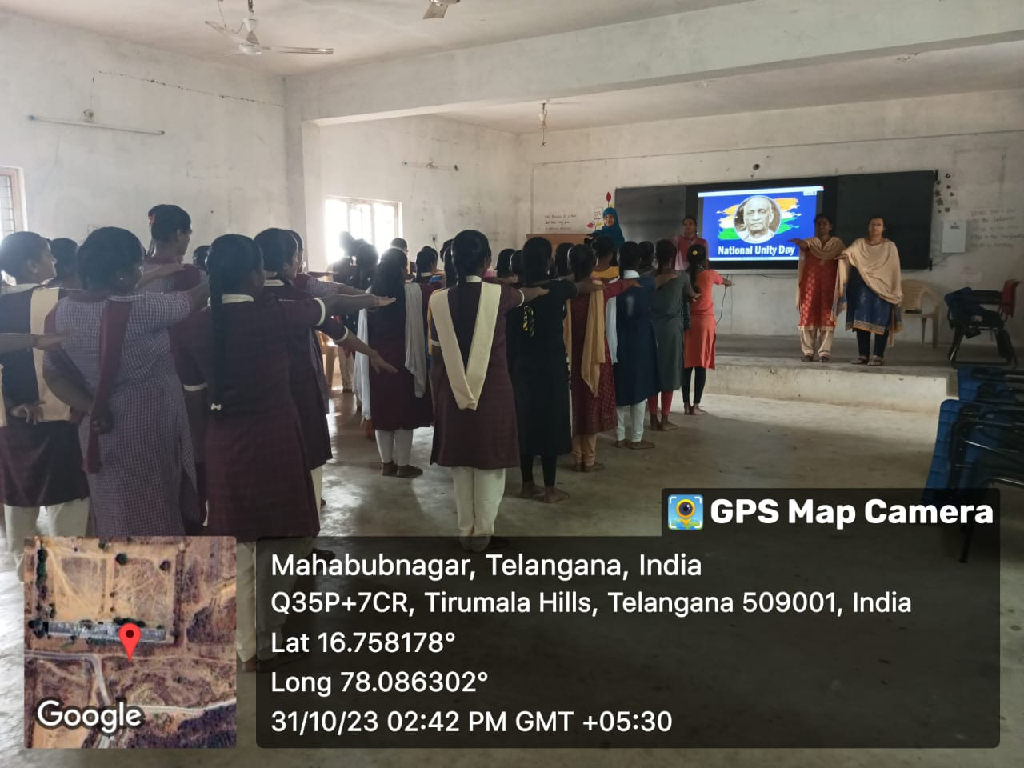 National Unity Day
GPS Map Camera
Mahabubnagar, Telangana, India
Q35P+7CR, Tirumala Hills, Telangana 509001, India
Lat 16.758178°
Long 78.086302°
31/10/23 02:42 PM GMT +05:30
Google